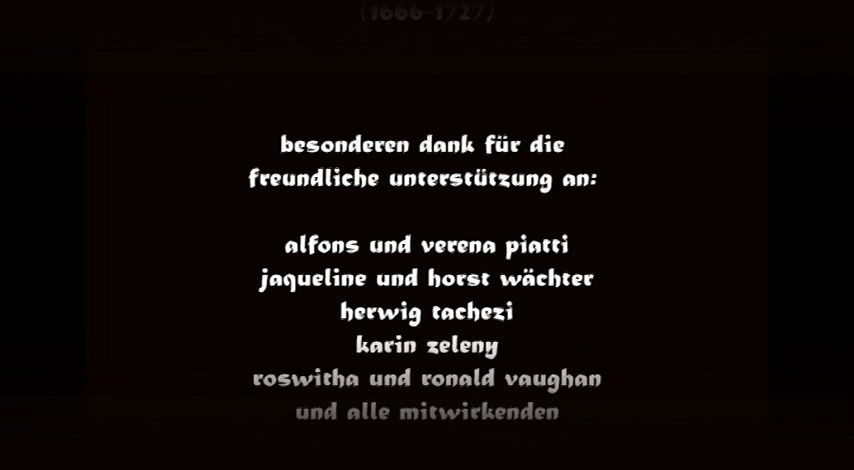 (1666-1727)
besonderen dank für die
freundliche unterstützung an:
alfons und verena piatti
jaqueline und horst wächter
herwig tachezi
karin zeleny
roswitha und ronald vaughan
und alle mitwirkenden